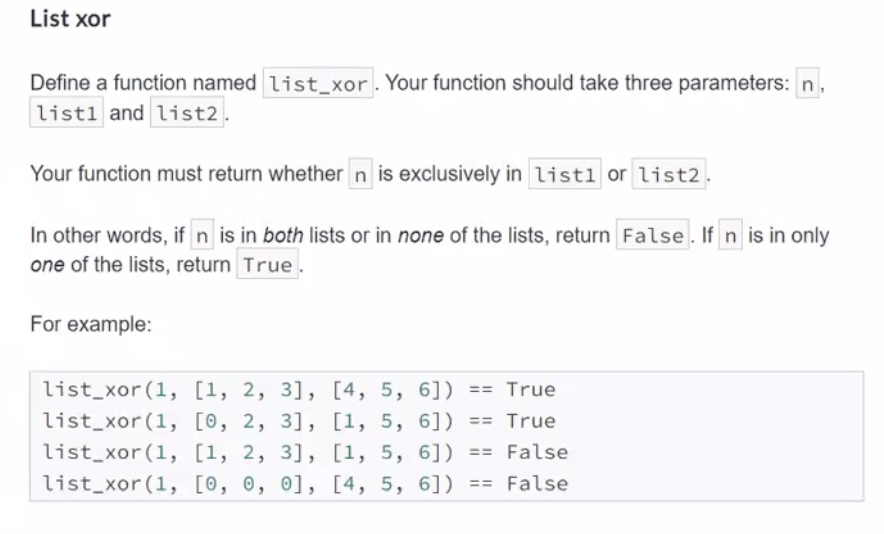 List xor
Define a function named list_xor. Your function should take three parameters: n,
list1 and list2.
Your function must return whether n is exclusively in list1 or list2.
In other words, if n is in both lists or in none of the lists, return False. If n is in only
one of the lists, return True.
For example:
list_xor(1, [1, 2, 3], [4, 5, 6]) == True
list_xor(1, [0, 2, 3], [1, 5, 6]) == True
list_xor(1, [1, 2, 3], [1, 5, 6]) == False
list_xor(1, [0, 0, 0], [4, 5, 6]) == False